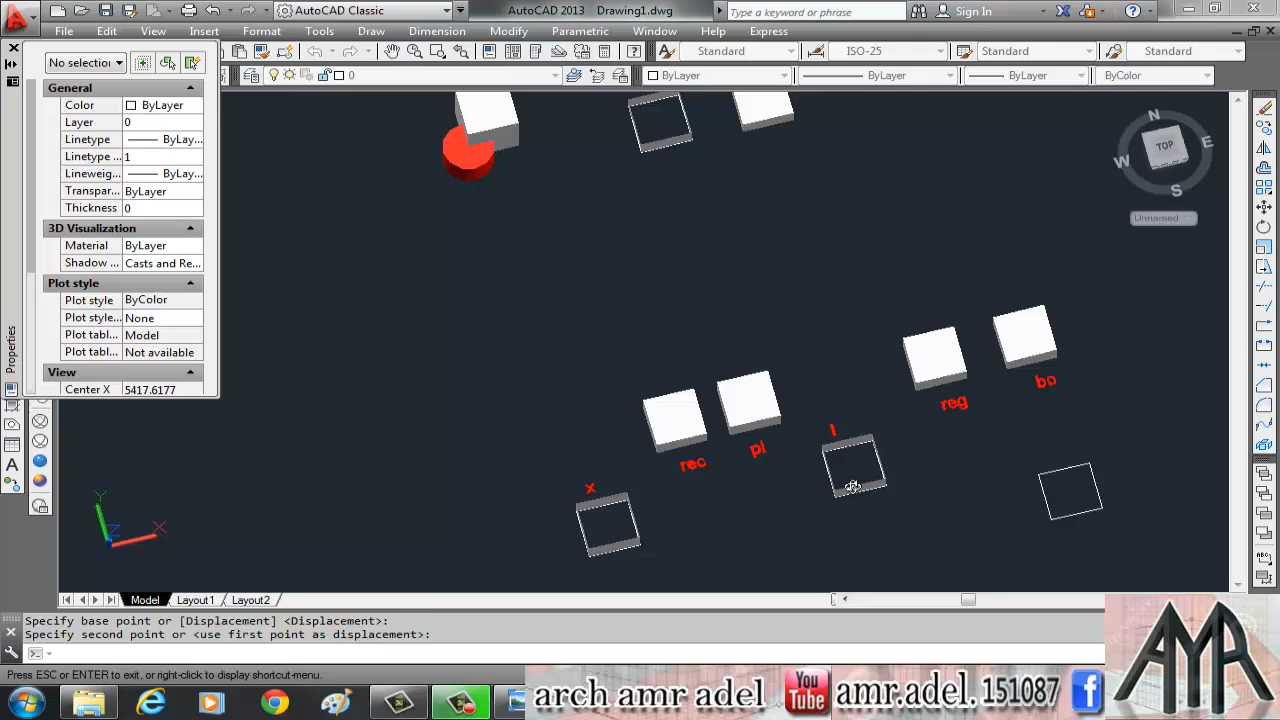 AutoCAD Classic
AutoCAD 2013 Drawing1.dwg
Type a keyword or phrase
Sign In
File Edit View Insert Format Tools Draw Dimension Modify Parametric Window Help Express
No selection
Standard ISO-25 Standard Standard
0
ByLayer ByLayer ByLayer ByColor
General
Color ByLayer
Layer 0
Linetype ByLay...
Linetype ... 1
Lineweig... ByLay...
Transpar... ByLayer
Thickness 0
3D Visualization
Material ByLayer
Shadow ... Casts and Re...
Plot style
Plot style ByColor
Plot style... None
Plot tabl... Model
Plot tabl... Not available
View
Center X 5417.6177
Properties
N
W TOP E
S
Unnamed
bo
reg
l
pl
rec
x
Y
Z X
Model Layout1 Layout2
Specify base point or [Displacement] <Displacement>:
Specify second point or <use first point as displacement>:
Press ESC or ENTER to exit, or right-click to display shortcut-menu.
arch amr adel You Tube amr.adel.151087 f
AMR